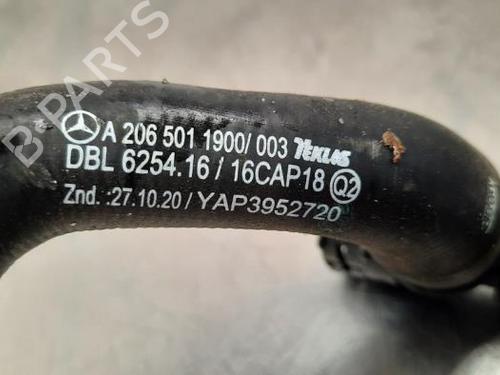 A 206 501 1900/ 003 TEKLAS
DBL 6254.16 / 16CAP18 Q2
Znd. :27.10.20 / YAP3952720
B-Parts